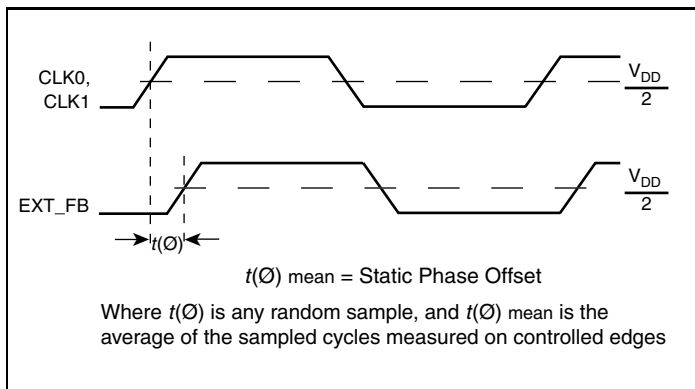 CLK0,
CLK1
V_DD
2
EXT_FB
V_DD
2
t(Ø)
t(Ø) mean = Static Phase Offset
Where t(Ø) is any random sample, and t(Ø) mean is the
average of the sampled cycles measured on controlled edges